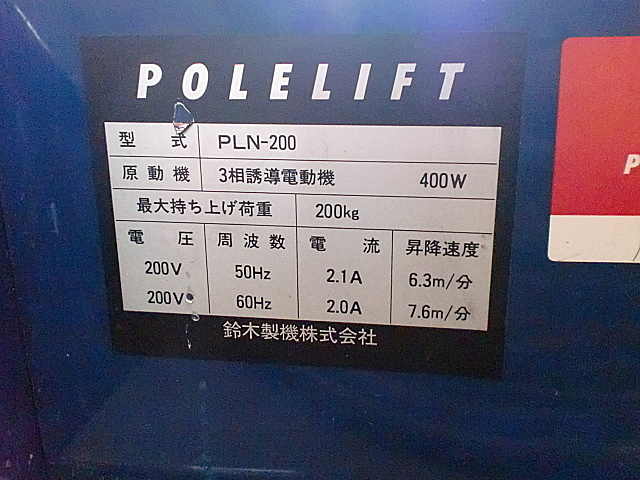 POLELIFT
型式 PLN-200
原動機 3相誘導電動機 400W
最大持ち上げ荷重 200kg
電圧 周波数 電流 昇降速度
200V 50Hz 2.1A 6.3m/分
200V 60Hz 2.0A 7.6m/分
鈴木製機株式会社
P